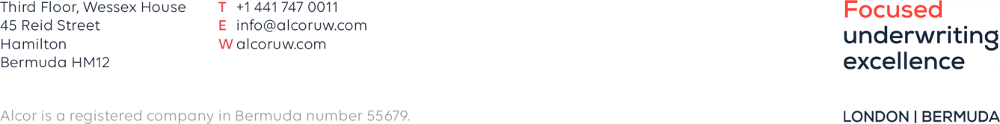 Third Floor, Wessex House
45 Reid Street
Hamilton
Bermuda HM12
T +1 441 747 0011
E info@alcoruw.com
W alcoruw.com
Focused
underwriting
excellence
Alcor is a registered company in Bermuda number 55679.
LONDON | BERMUDA